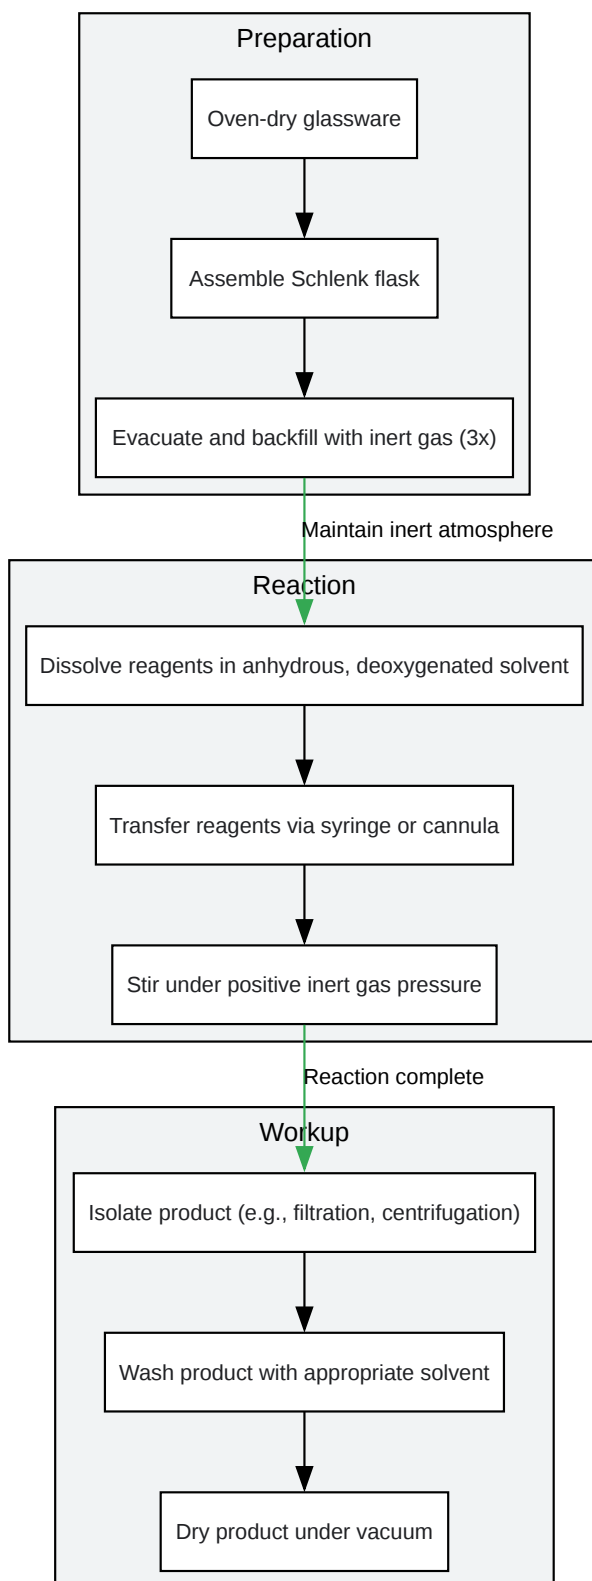 Preparation
Oven-dry glassware
Assemble Schlenk flask
Evacuate and backfill with inert gas (3x)
Maintain inert atmosphere
Reaction
Dissolve reagents in anhydrous, deoxygenated solvent
Transfer reagents via syringe or cannula
Stir under positive inert gas pressure
Reaction complete
Workup
Isolate product (e.g., filtration, centrifugation)
Wash product with appropriate solvent
Dry product under vacuum